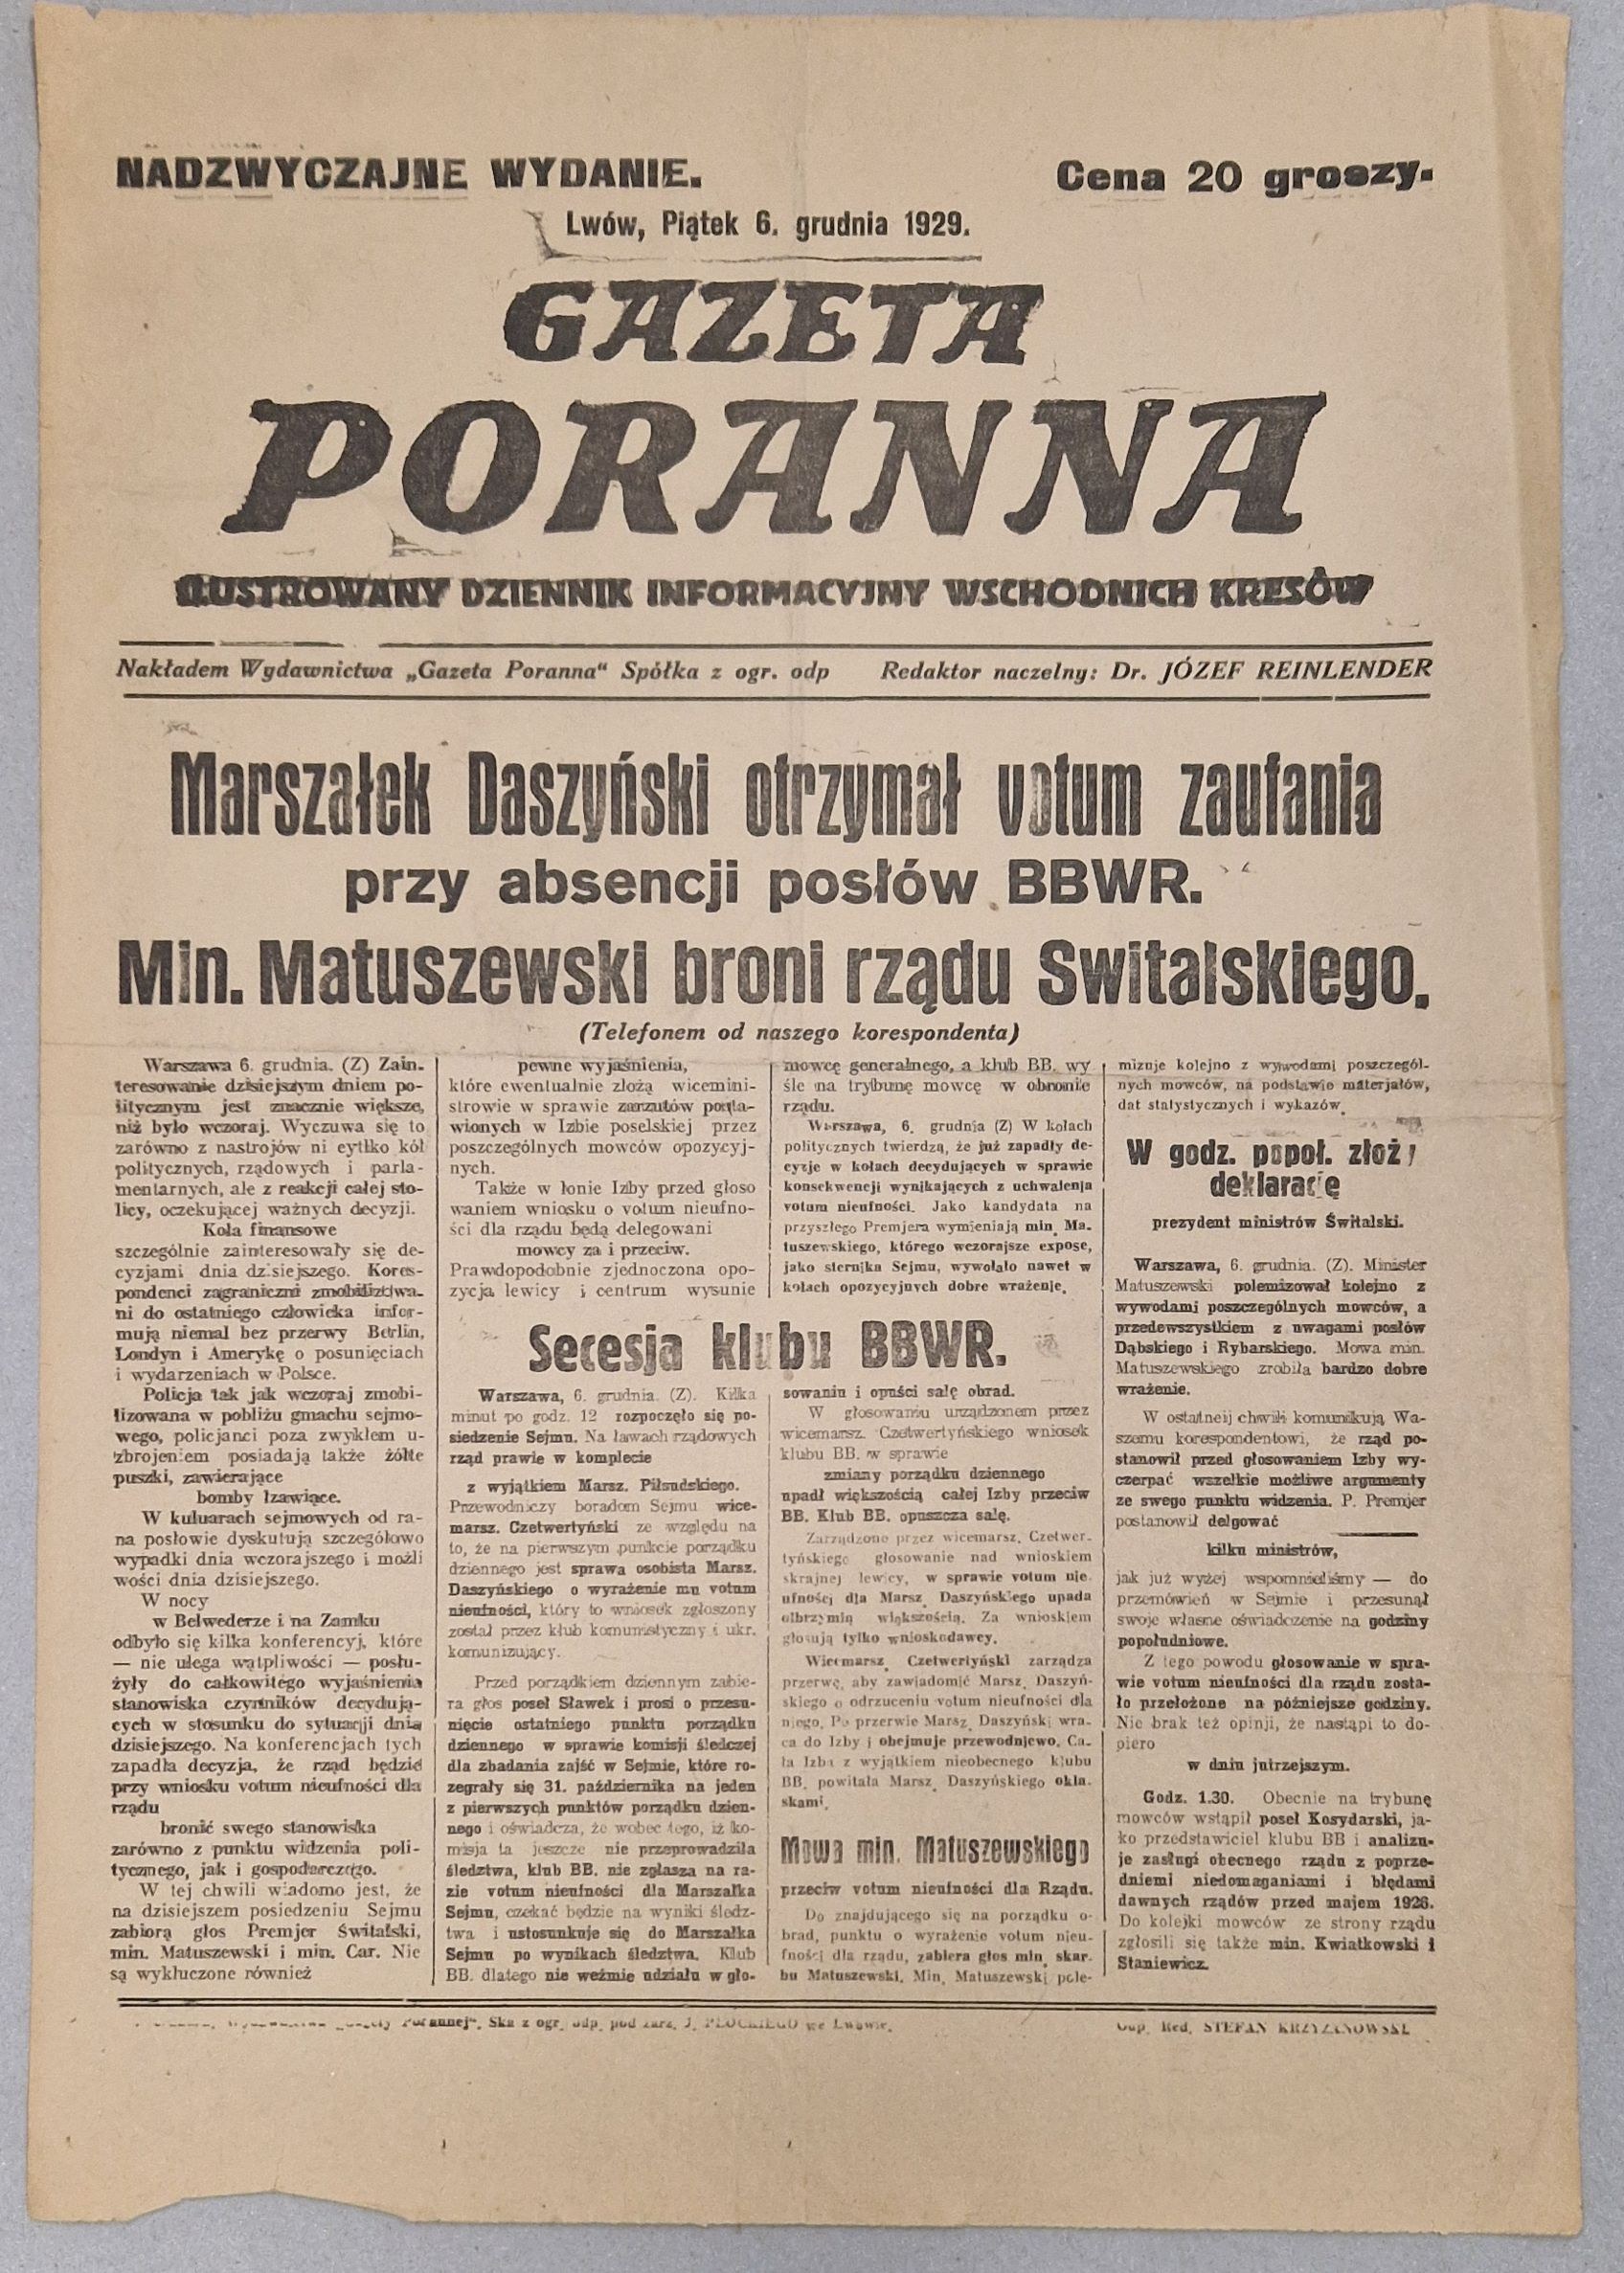 NADZWYCZAJNE WYDANIE.
Cena 20 groszy.
Lwów, Piątek 6. grudnia 1929.
GAZETA
PORANNA
ILUSTROWANY DZIENNIK INFORMACYJNY WSCHODNICH KRESÓW
Nakładem Wydawnictwa „Gazeta Poranna“ Spółka z ogr. odp
Redaktor naczelny: Dr. JÓZEF REINLENDER
Marszałek Daszyński otrzymał votum zaufania
przy absencji posłów BBWR.
Min. Matuszewski broni rządu Switalskiego.
(Telefonem od naszego korespondenta)
Warszawa 6. grudnia. (Z) Zain-
teresowanie dzisiejszym dniem po-
litycznym jest znacznie większe,
niż było wczoraj. Wyczuwa się to
zarówno z nastrojów ni eytłko kół
politycznych, rządowych i parla-
mentarnych, ale z reakcji całej sto-
licy, oczekującej ważnych decyzji.
Koła finansowe
szczególnie zainteresowały się de-
cyzjami dnia dzisiejszego. Kores-
pondenci zagraniczni zmobilizowa-
ni do ostatniego człowieka infor-
mują niemal bez przerwy Berlin,
Londyn i Amerykę o posunięciach
i wydarzeniach w Polsce.
Policja tak jak wczoraj zmobi-
lizowana w pobliżu gmachu sejmo-
wego, policjanci poza zwykłem u-
zbrojeniem posiadają także żółte
puszki, zawierające
bomby łzawiące.
W kuluarach sejmowych od ra-
na posłowie dyskutują szczegółowo
wypadki dnia wczorajszego i możli
wości dnia dzisiejszego.
W nocy
w Belwederze i na Zamku
odbyło się kilka konferencyj, które
— nie ulega wątpliwości — posłu-
żyły do całkowitego wyjaśnienia
stanowiska czynników decydują-
cych w stosunku do sytuacji dnia
dzisiejszego. Na konferencjach tych
zapadła decyzja, że rząd będzie
przy wniosku votum nieufności dla
rządu
bronić swego stanowiska
zarówno z punktu widzenia poli-
tycznego, jak i gospodarczego.
W tej chwili wiadomo jest, że
na dzisiejszem posiedzeniu Sejmu
zabiorą głos Premjer Świtalski,
min. Matuszewski i min. Car. Nie
są wykluczone również
pewne wyjaśnienia,
które ewentualnie złożą wicemini-
strowie w sprawie zarzutów posta-
wionych w Izbie poselskiej przez
poszczególnych mowców opozycyj-
nych.
Także w łonie Izby przed głoso
waniem wniosku o votum nieufno-
ści dla rządu będą delegowani
mowcy za i przeciw.
Prawdopodobnie zjednoczona opo-
zycja lewicy i centrum wysunie
mowcę generalnego, a klub BB. wy
śle na trybunę mowcę w obronie
rządu.
Warszawa, 6. grudnia (Z) W kołach
politycznych twierdzą, że już zapadły de-
cyzje w kołach decydujących w sprawie
konsekwencji wynikających z uchwalenia
votum nieufności. Jako kandydata na
przyszłego Premjera wymieniają min. Ma-
tuszewskiego, którego wczorajsze expose,
jako sternika Sejmu, wywołało nawet w
kołach opozycyjnych dobre wrażenie.
Secesja klubu BBWR.
Warszawa, 6. grudnia. (Z). Kilka
minut po godz. 12 rozpoczęło się po-
siedzenie Sejmu. Na ławach rządowych
rząd prawie w komplecie
z wyjątkiem Marsz. Piłsudskiego.
Przewodniczy boradom Sejmu wice-
marsz. Czetwertyński ze względu na
to, że na pierwszym punkcie porządku
dziennego jest sprawa osobista Marsz.
Daszyńskiego o wyrażenie mu votum
nieufności, który to wniosek zgłoszony
został przez klub komunistyczny i ukr.
komunizujący.
Przed porządkiem dziennym zabie-
ra głos poseł Sławek i prosi o przesu-
nięcie ostatniego punktu porządku
dziennego w sprawie komisji śledczej
dla zbadania zajść w Sejmie, które ro-
zegrały się 31. października na jeden
z pierwszych punktów porządku dzien-
nego i oświadcza, że wobec tego, iż ko-
misja ta jeszcze nie przeprowadziła
śledztwa, klub BB. nie zgłasza na ra-
zie votum nieufności dla Marszałka
Sejmu, czekać będzie na wyniki śledz-
twa i ustosunkuje się do Marszałka
Sejmu po wynikach śledztwa. Klub
BB. dlatego nie weźmie udziału w gło-
sowaniu i opuści salę obrad.
W głosowaniu urządzonem przez
wicemarsz. Czetwertyńskiego wniosek
klubu BB. w sprawie
zmiany porządku dziennego
upadł większością całej Izby przeciw
BB. Klub BB. opuszcza salę.
Zarządzone przez wicemarsz. Czetwer-
tyńskiego głosowanie nad wnioskiem
skrajnej lewicy, w sprawie votum nie-
ufności dla Marsz. Daszyńskiego upada
olbrzymią większością. Za wnioskiem
głosują tylko wnioskodawcy.
Wicemarsz. Czetwertyński zarządza
przerwę, aby zawiadomić Marsz. Daszyń-
skiego o odrzuceniu votum nieufności dla
niego. Po przerwie Marsz. Daszyński wra-
ca do Izby i obejmuje przewodniwo. Ca-
ła Izba z wyjątkiem nieobecnego klubu
BB. powitała Marsz. Daszyńskiego okla-
skami.
Mowa min. Matuszewskiego
przeciw votum nieufności dla Rządu.
Do znajdującego się na porządku o-
brad, punktu o wyrażenie votum nieu-
fności dla rządu, zabiera głos min. skar-
bu Matuszewski. Min. Matuszewski pole-
mizuje kolejno z wywodami poszczegól-
nych mowców, na podstawie materjałów,
dat statystycznych i wykazów.
W godz. popoł. złoży
deklarację
prezydent ministrów Świtalski.
Warszawa, 6. grudnia. (Z). Minister
Matuszewski polemizował kolejno z
wywodami poszczególnych mowców, a
przedewszystkiem z uwagami posłów
Dąbskiego i Rybarskiego. Mowa min.
Matuszewskiego zrobiła bardzo dobre
wrażenie.
W ostatneij chwili komunikują Wa-
szemu korespondentowi, że rząd po-
stanowił przed głosowaniem Izby wy-
czerpać wszelkie możliwe argumenty
ze swego punktu widzenia. P. Premjer
postanowił delgować
kilku ministrów,
jak już wyżej wspomnieliśmy — do
przemówień w Sejmie i przesunął
swoje własne oświadczenie na godziny
popołudniowe.
Z tego powodu głosowanie w spra-
wie votum nieufności dla rządu zosta-
ło przełożone na późniejsze godziny.
Nie brak też opinji, że nastąpi to do-
piero
w dniu jutrzejszym.
Godz. 1.30. Obecnie na trybunę
mowców wstąpił poseł Kosydarski, ja-
ko przedstawiciel klubu BB i analizu-
je zasługi obecnego rządu z poprze-
dniemi niedomaganiami i błędami
dawnych rządów przed majem 1926.
Do kolejki mowców ze strony rządu
zgłosili się także min. Kwiatkowski i
Staniewicz.
Porannej“. Ska z ogr. odp. pod zarz. J. PŁOCKIEGO we Lwowie.
Odp. Red. STEFAN KRZYŻANOWSKI.